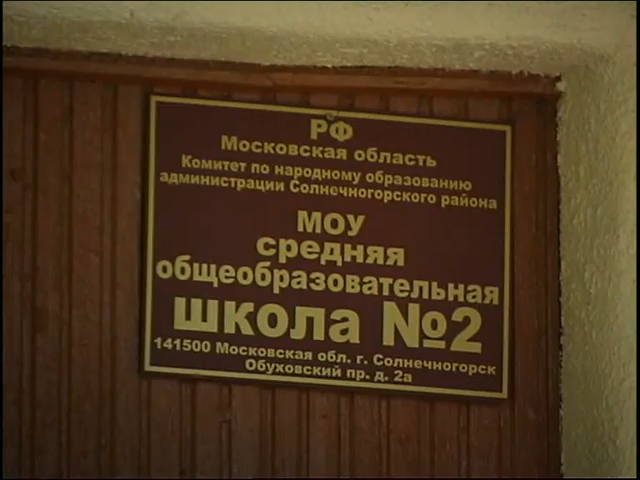 РФ
Московская область
Комитет по народному образованию
администрации Солнечногорского района
МОУ
средняя
общеобразовательная
школа №2
141500 Московская обл. г. Солнечногорск
Обуховский пр. д. 2а